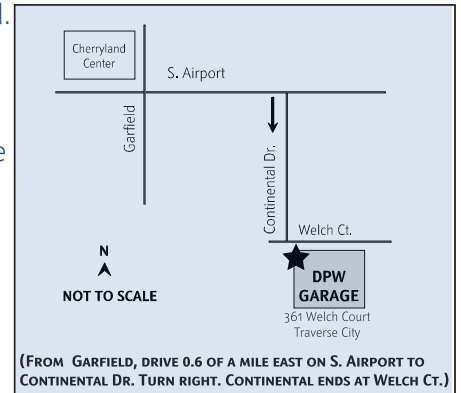 d.
Cherryland
Center
S. Airport
Garfield
e
Continental Dr.
Welch Ct.
N
NOT TO SCALE
DPW
GARAGE
361 Welch Court
Traverse City
(FROM GARFIELD, DRIVE 0.6 OF A MILE EAST ON S. AIRPORT TO
CONTINENTAL DR. TURN RIGHT. CONTINENTAL ENDS AT WELCH CT.)